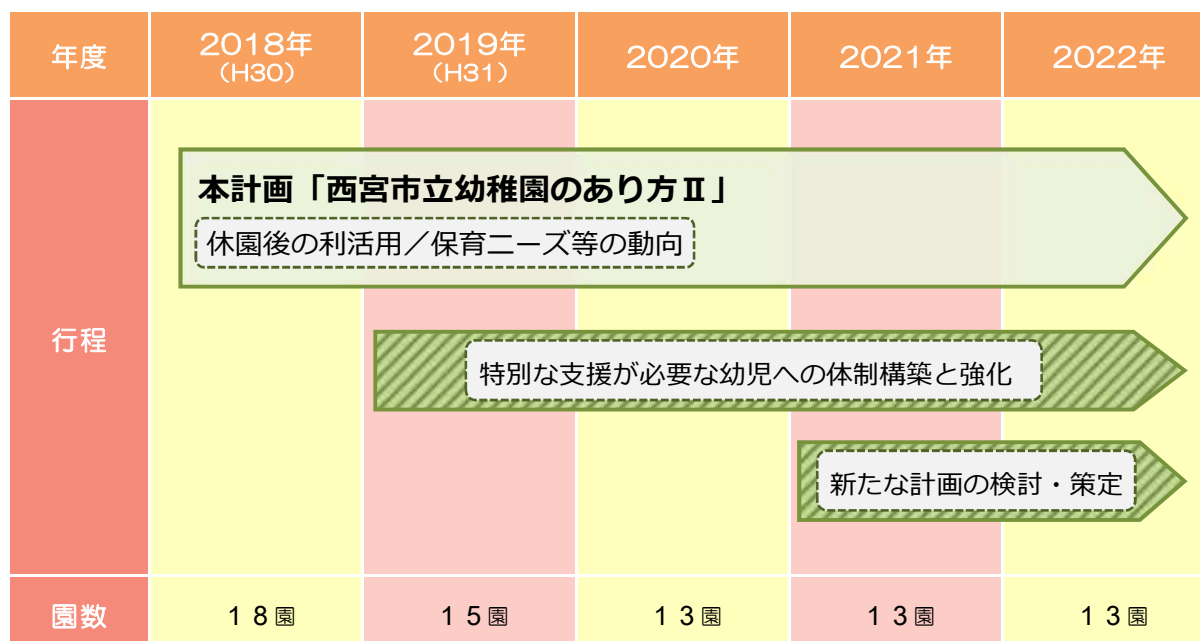 年度 2018年 2019年 2020年 2021年 2022年
（H30） （H31）
本計画「西宮市立幼稚園のあり方Ⅱ」
休園後の利活用／保育ニーズ等の動向
行程
特別な支援が必要な幼児への体制構築と強化
新たな計画の検討・策定
園数 １８園 １５園 １３園 １３園 １３園